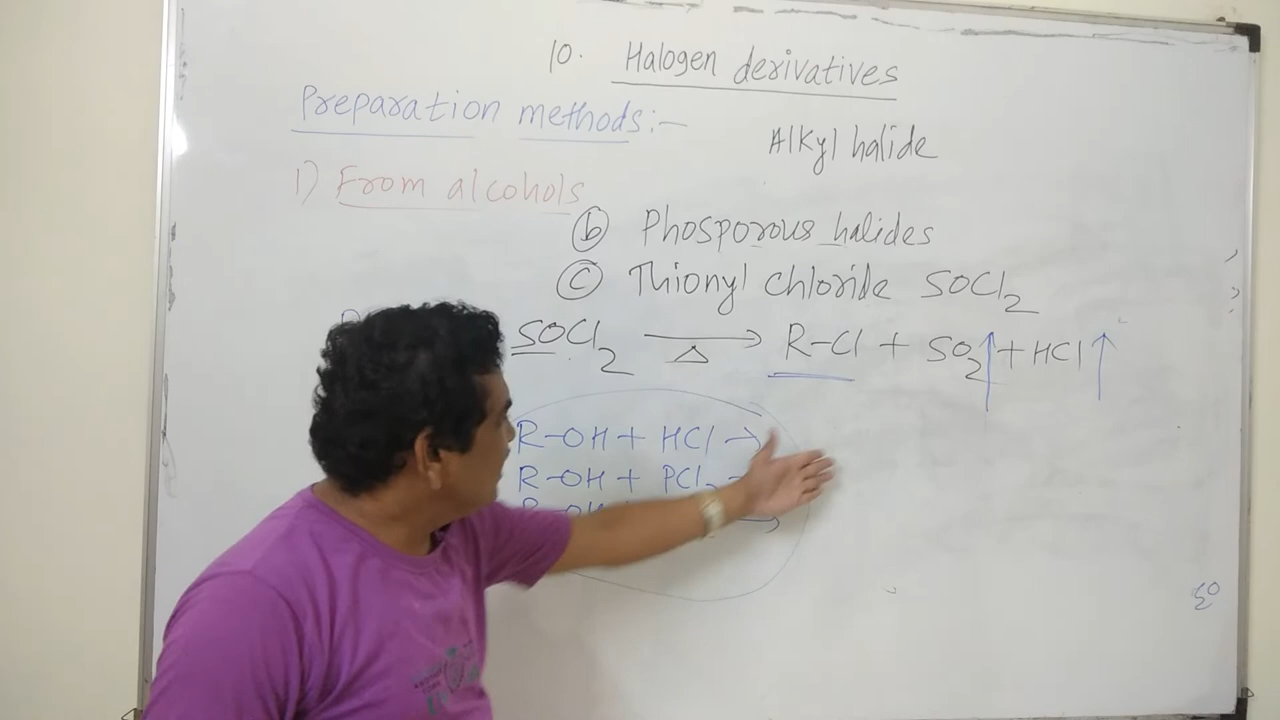 10. Halogen derivatives
Preparation methods:-
Alkyl halide
1) From alcohols
(b) Phosporous halides
(c) Thionyl chloride SOCl₂
SOCl₂ —△→ R-Cl + SO₂↑ + HCl↑
R-OH + HCl →
R-OH + PCl
R-OH